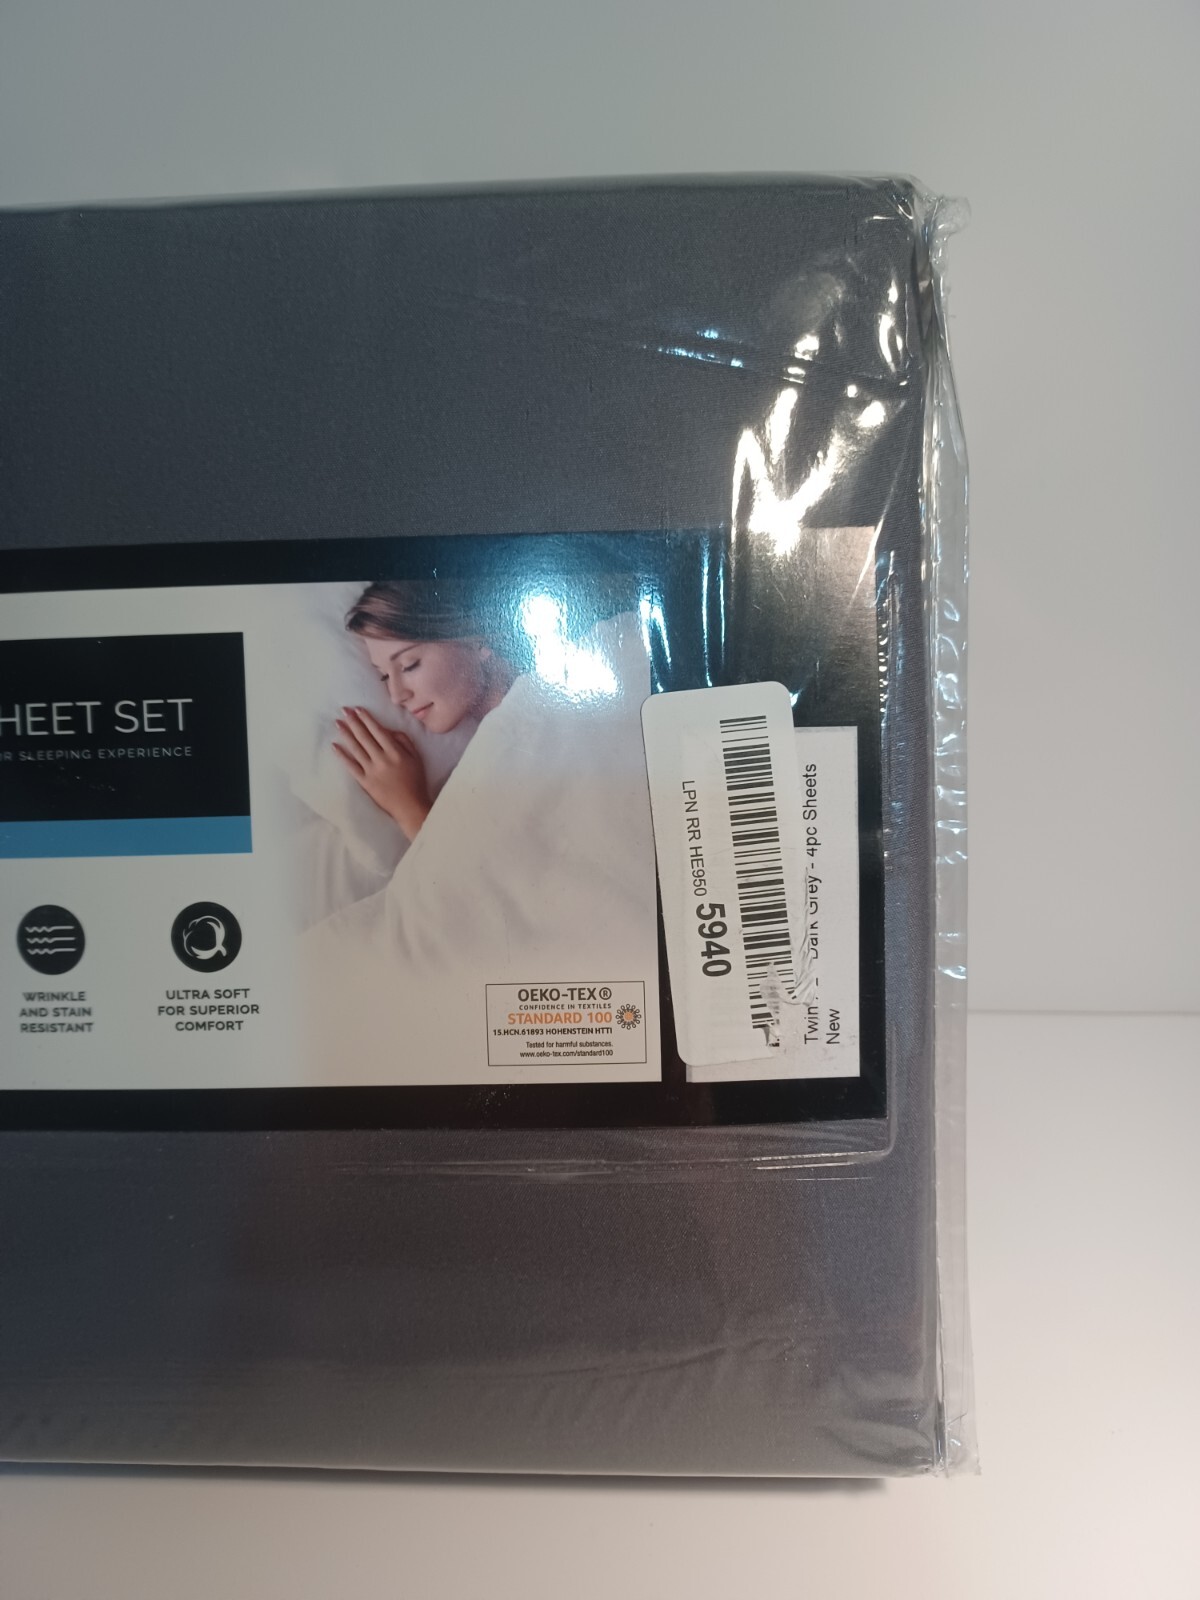 HEET SET
OR SLEEPING EXPERIENCE
WRINKLE
AND STAIN
RESISTANT
ULTRA SOFT
FOR SUPERIOR
COMFORT
OEKO-TEX®
CONFIDENCE IN TEXTILES
STANDARD 100
15.HCN.61893 HOHENSTEIN HTTI
Tested for harmful substances.
www.oeko-tex.com/standard100
LPN RR HE950 5940
Twin Dark Grey - 4pc Sheets
New